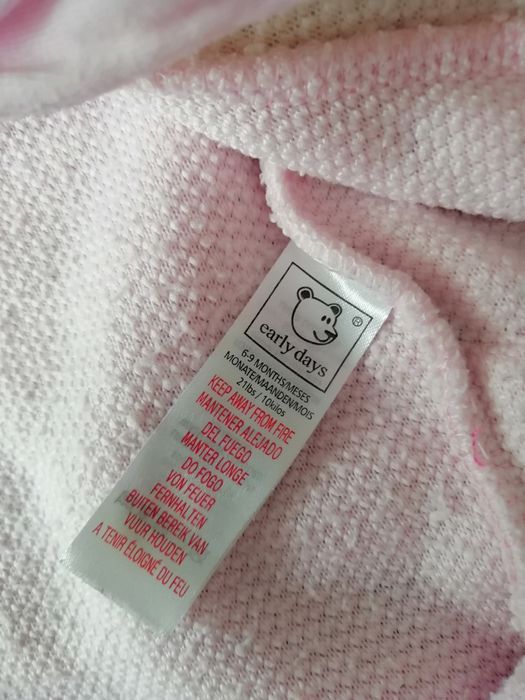 ®
early days
6-9 MONTHS/MESES
MONATE/MAANDEN/MOIS
21lbs / 10kilos
KEEP AWAY FROM FIRE
MANTENER ALEJADO
DEL FUEGO
MANTER LONGE
DO FOGO
VON FEUER
FERNHALTEN
BUITEN BEREIK VAN
VUUR HOUDEN
A TENIR ÉLOIGNÉ DU FEU